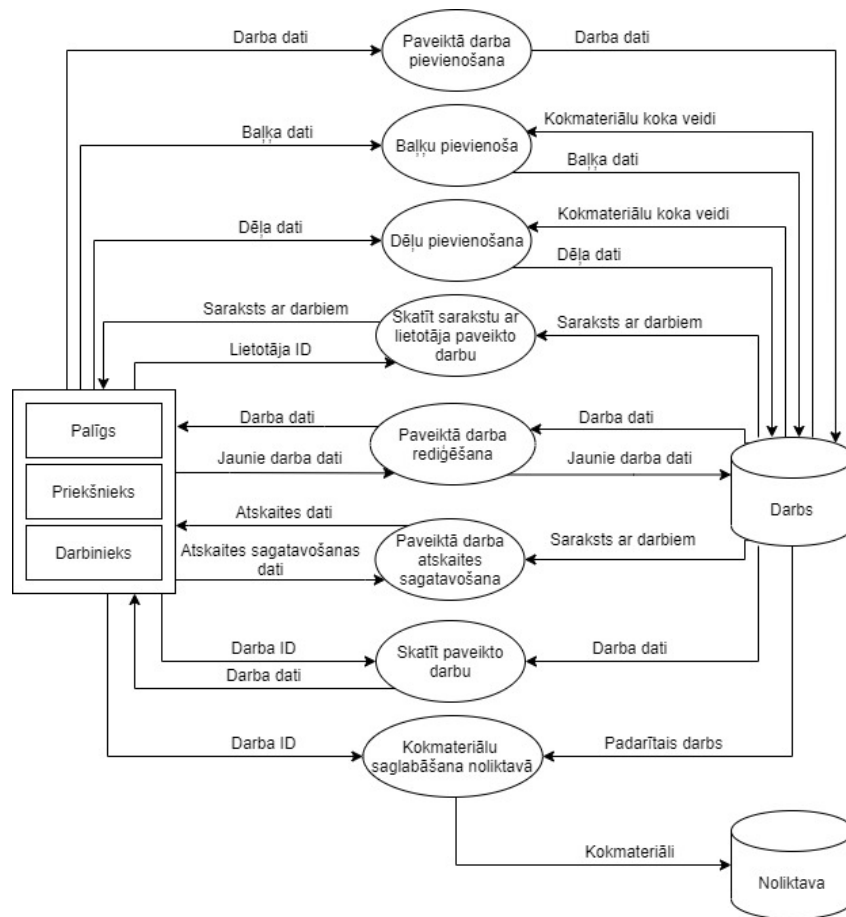 Darba dati
Paveiktā darba
pievienošana
Darba dati
Baļķa dati
Baļķu pievienoša
Kokmateriālu koka veidi
Baļķa dati
Dēļa dati
Dēļu pievienošana
Kokmateriālu koka veidi
Dēļa dati
Saraksts ar darbiem
Skatīt sarakstu ar
lietotāja paveikto
darbu
Saraksts ar darbiem
Lietotāja ID
Palīgs
Priekšnieks
Darbinieks
Darba dati
Paveiktā darba
rediģēšana
Darba dati
Jaunie darba dati
Jaunie darba dati
Darbs
Atskaites dati
Atskaites sagatavošanas
dati
Paveiktā darba
atskaites
sagatavošana
Saraksts ar darbiem
Darba ID
Skatīt paveikto
darbu
Darba dati
Darba dati
Darba ID
Kokmateriālu
saglabāšana noliktavā
Padarītais darbs
Kokmateriāli
Noliktava